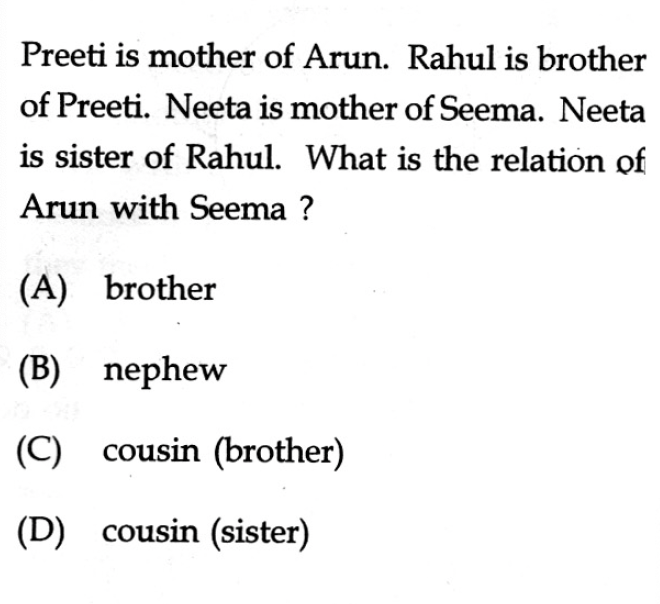 Preeti is mother of Arun. Rahul is brother
of Preeti. Neeta is mother of Seema. Neeta
is sister of Rahul. What is the relation of
Arun with Seema ?
(A) brother
(B) nephew
(C) cousin (brother)
(D) cousin (sister)